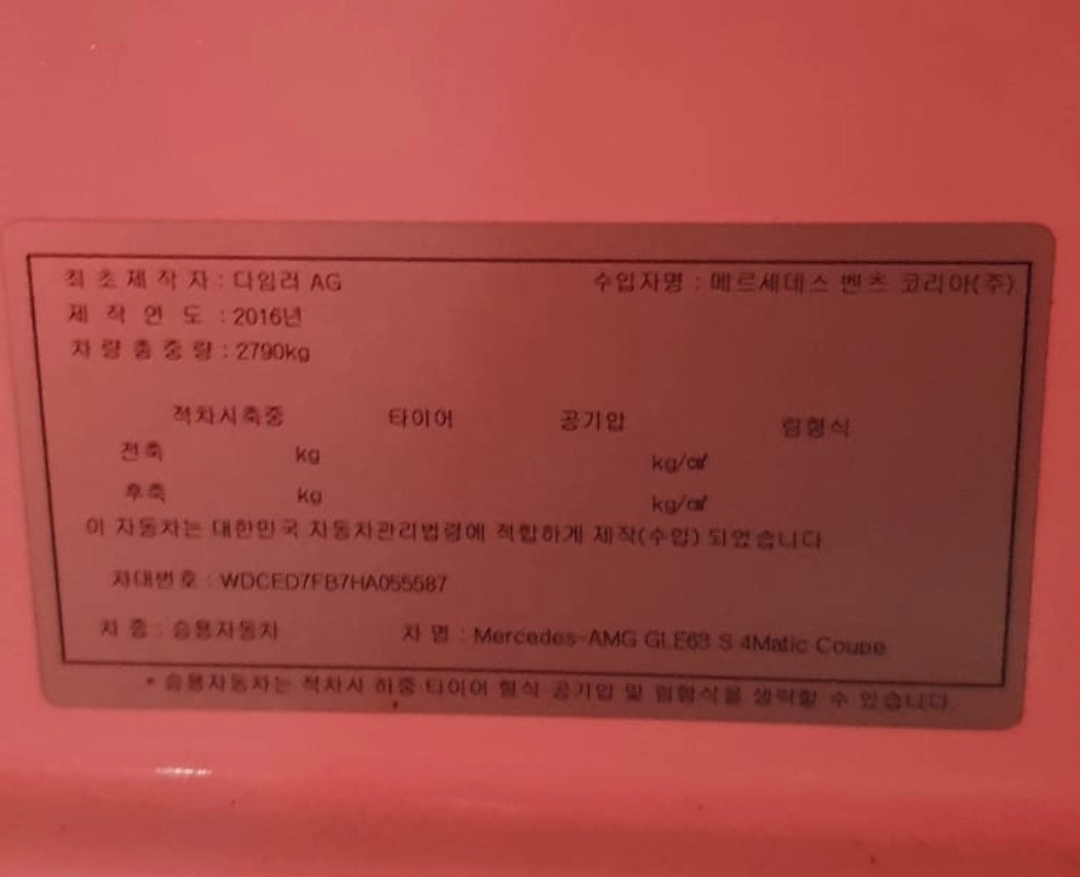 최초제작자 : 다임러 AG 수입자명 : 메르세데스 벤츠 코리아(주)
제작연도 : 2016년
차량총중량 : 2790kg
적차시축중 타이어 공기압 림형식
전축 kg kg/㎠
후축 kg kg/㎠
이 자동차는 대한민국 자동차관리법령에 적합하게 제작(수입) 되었습니다.
차대번호 : WDCED7FB7HA055587
차종 : 승용자동차 차명 : Mercedes-AMG GLE63 S 4Matic Coupe
* 승용자동차는 적차시 하중·타이어 형식 공기압 및 림형식을 생략할 수 있습니다.